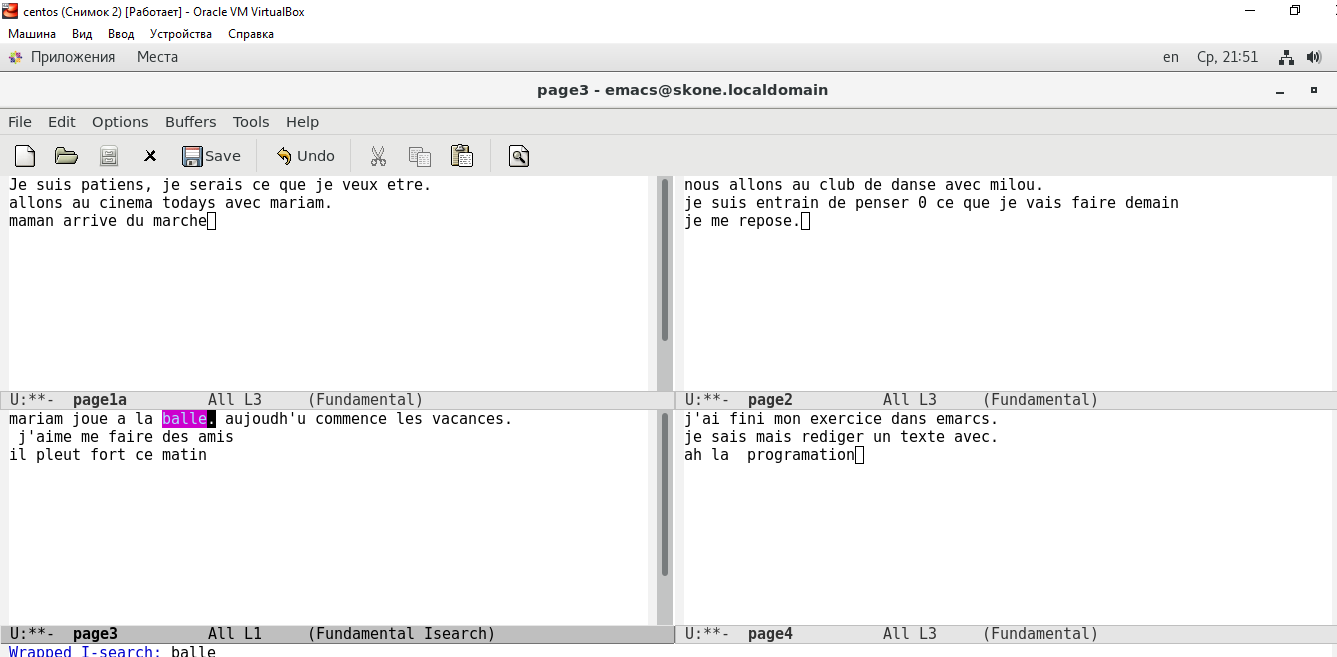 centos (Снимок 2) [Работает] - Oracle VM VirtualBox
Машина Вид Ввод Устройства Справка
Приложения Места en Ср, 21:51
page3 - emacs@skone.localdomain
File Edit Options Buffers Tools Help
Save Undo
Je suis patiens, je serais ce que je veux etre.
allons au cinema todays avec mariam.
maman arrive du marche
U:**- page1a All L3 (Fundamental)
nous allons au club de danse avec milou.
je suis entrain de penser 0 ce que je vais faire demain
je me repose.
U:**- page2 All L3 (Fundamental)
mariam joue a la balle. aujoudh'u commence les vacances.
j'aime me faire des amis
il pleut fort ce matin
U:**- page3 All L1 (Fundamental Isearch)
j'ai fini mon exercice dans emarcs.
je sais mais rediger un texte avec.
ah la  programation
U:**- page4 All L3 (Fundamental)
Wrapped I-search: balle